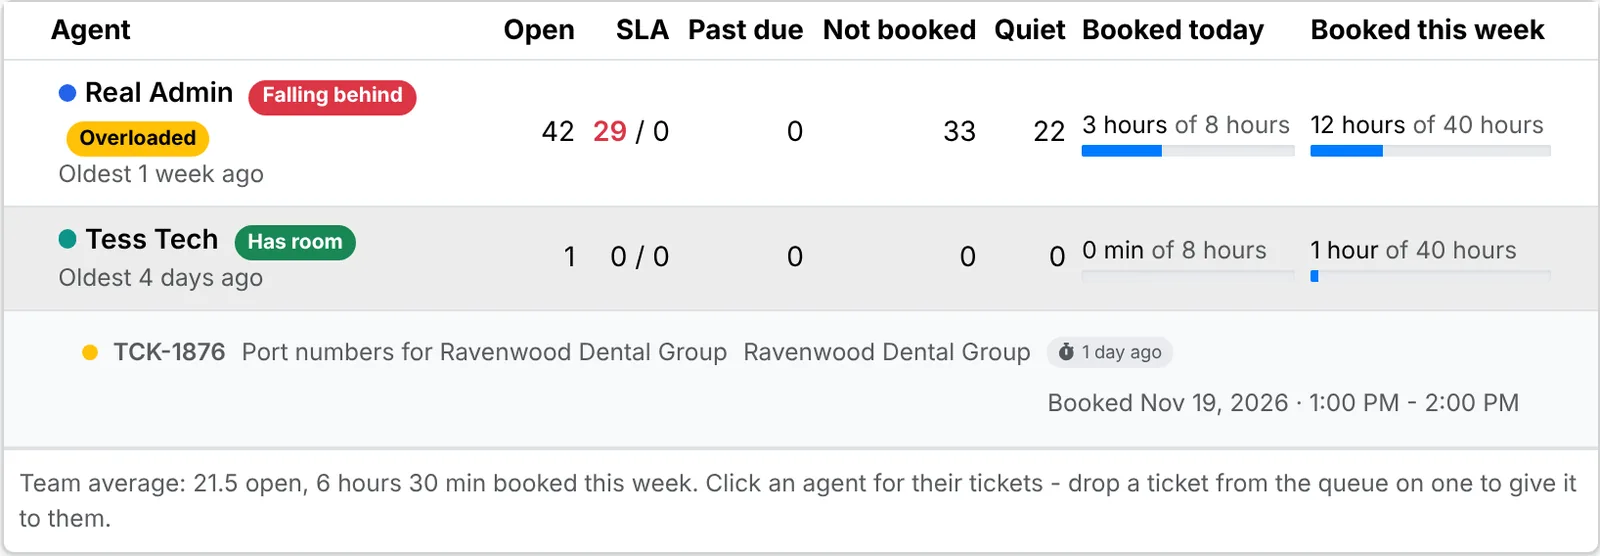 Agent Open SLA Past due Not booked Quiet Booked today Booked this week
Real Admin Falling behind
Overloaded
Oldest 1 week ago
42 29 / 0 0 33 22 3 hours of 8 hours 12 hours of 40 hours
Tess Tech Has room
Oldest 4 days ago
1 0 / 0 0 0 0 0 min of 8 hours 1 hour of 40 hours
TCK-1876 Port numbers for Ravenwood Dental Group Ravenwood Dental Group 1 day ago
Booked Nov 19, 2026 · 1:00 PM - 2:00 PM
Team average: 21.5 open, 6 hours 30 min booked this week. Click an agent for their tickets - drop a ticket from the queue on one to give it
to them.